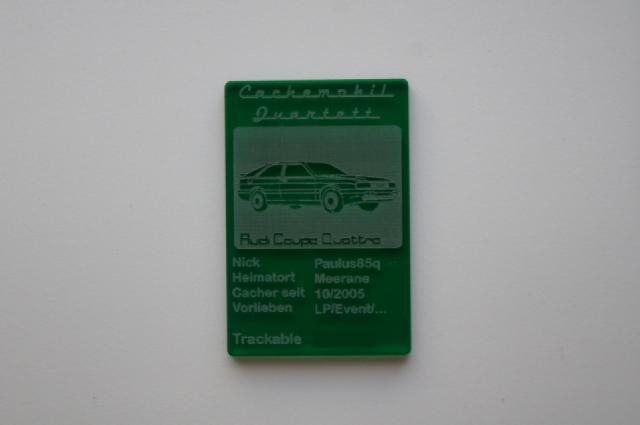 Cachemobil
Quartett
Audi Coupe Quattro
Nick Paulus85q
Heimatort Meerane
Cacher seit 10/2005
Vorlieben LP/Event/...
Trackable